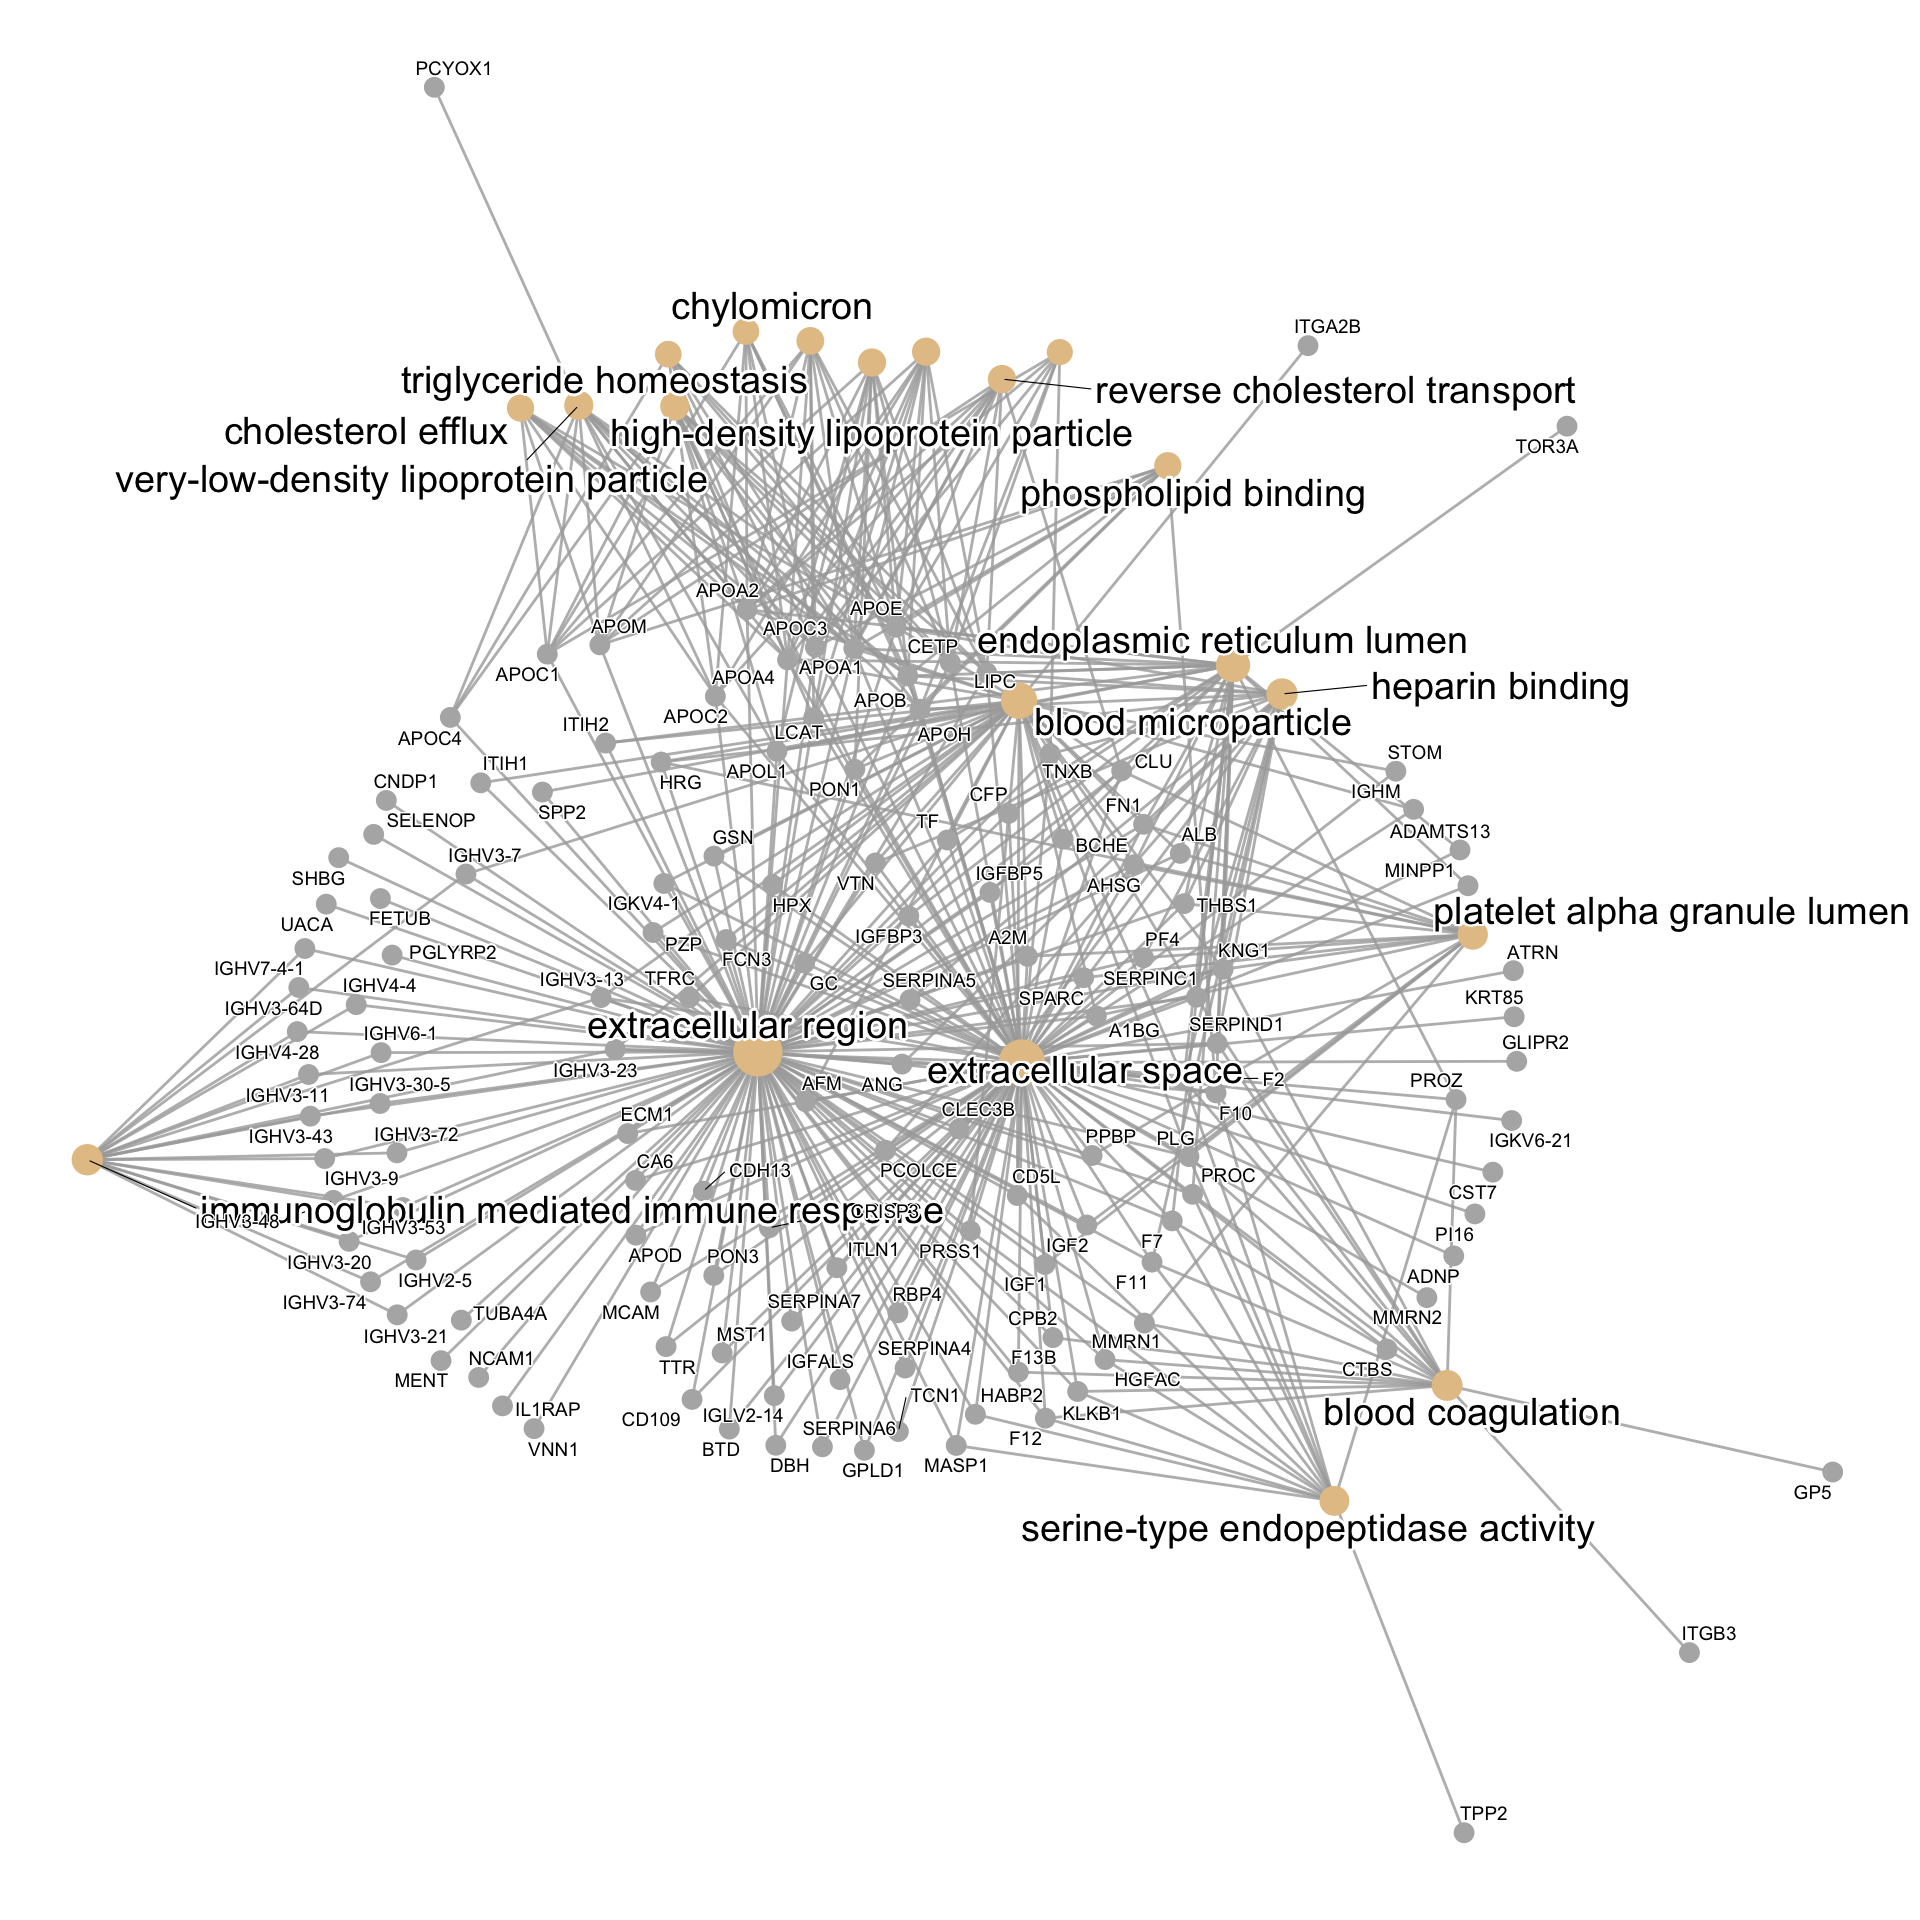 PCYOX1
chylomicron
ITGA2B
triglyceride homeostasis
reverse cholesterol transport
cholesterol efflux
high-density lipoprotein particle
TOR3A
very-low-density lipoprotein particle
phospholipid binding
APOA2
APOE
APOM
APOC3
CETP
endoplasmic reticulum lumen
APOC1
APOA1
APOA4
LIPC
heparin binding
APOB
APOC2
ITIH2
blood microparticle
APOC4
LCAT
APOH
STOM
ITIH1
CNDP1
HRG
APOL1
PON1
TNXB
CLU
IGHM
SPP2
CFP
FN1
SELENOP
TF
ADAMTS13
GSN
ALB
BCHE
IGHV3-7
MINPP1
SHBG
VTN
IGFBP5
AHSG
IGKV4-1
HPX
THBS1
platelet alpha granule lumen
UACA
FETUB
PZP
IGFBP3
A2M
PF4
KNG1
ATRN
PGLYRP2
FCN3
IGHV7-4-1
IGHV3-13
TFRC
GC
SERPINA5
SERPINC1
IGHV4-4
SPARC
KRT85
IGHV3-64D
extracellular region
A1BG
SERPIND1
IGHV6-1
GLIPR2
IGHV4-28
IGHV3-23
extracellular space
F2
PROZ
IGHV3-30-5
AFM
ANG
IGHV3-11
CLEC3B
F10
ECM1
IGHV3-43
IGHV3-72
PPBP
PLG
IGKV6-21
CA6
CDH13
PCOLCE
CD5L
PROC
IGHV3-9
CST7
immunoglobulin mediated immune response
CRISP3
IGHV3-48
IGHV3-53
PI16
APOD
PON3
ITLN1
PRSS1
IGF2
F7
IGHV3-20
IGHV2-5
IGF1
F11
ADNP
IGHV3-74
MCAM
SERPINA7
RBP4
TUBA4A
CPB2
MMRN2
IGHV3-21
MST1
MMRN1
SERPINA4
NCAM1
TTR
IGFALS
F13B
CTBS
MENT
HGFAC
TCN1
HABP2
IL1RAP
CD109
IGLV2-14
KLKB1
blood coagulation
SERPINA6
VNN1
BTD
F12
DBH
GPLD1
MASP1
GP5
serine-type endopeptidase activity
ITGB3
TPP2